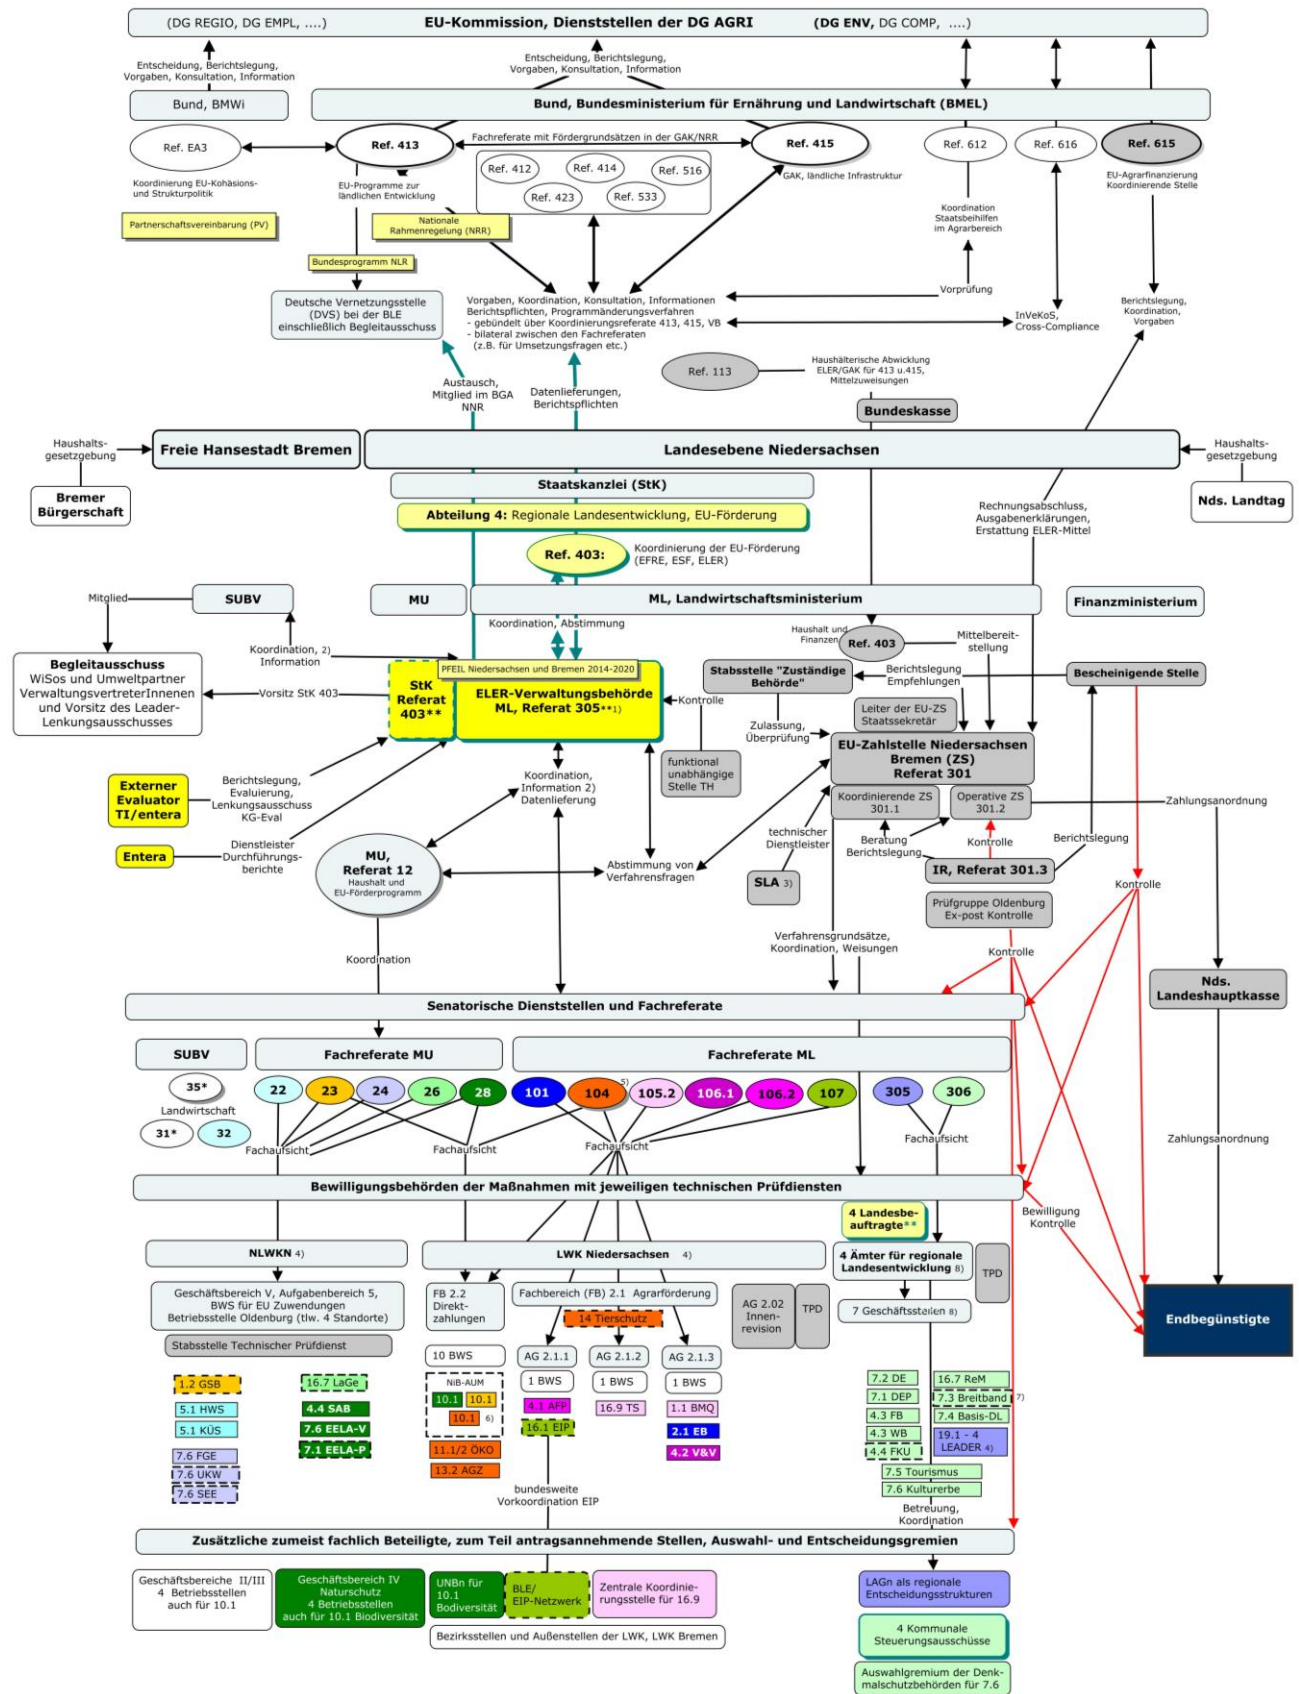 (DG REGIO, DG EMPL, ....)
EU-Kommission, Dienststellen der DG AGRI
(DG ENV, DG COMP, ....)
Entscheidung, Berichtslegung,
Vorgaben, Konsultation, Information
Entscheidung, Berichtslegung,
Vorgaben, Konsultation, Information
Bund, BMWi
Bund, Bundesministerium für Ernährung und Landwirtschaft (BMEL)
Ref. EA3
Ref. 413
Fachreferate mit Fördergrundsätzen in der GAK/NRR
Ref. 415
Ref. 612
Ref. 616
Ref. 615
Ref. 412
Ref. 414
Ref. 516
Ref. 423
Ref. 533
Koordinierung EU-Kohäsions-
und Strukturpolitik
EU-Programme zur
ländlichen Entwicklung
GAK, ländliche Infrastruktur
EU-Agrarfinanzierung
Koordinierende Stelle
Partnerschaftsvereinbarung (PV)
Nationale
Rahmenregelung (NRR)
Koordination
Staatsbeihilfen
im Agrarbereich
Bundesprogramm NLR
Deutsche Vernetzungsstelle
(DVS) bei der BLE
einschließlich Begleitausschuss
Vorgaben, Koordination, Konsultation, Informationen
Berichtspflichten, Programmänderungsverfahren
- gebündelt über Koordinierungsreferate 413, 415, VB
- bilateral zwischen den Fachreferaten
(z.B. für Umsetzungsfragen etc.)
Vorprüfung
InVeKoS,
Cross-Compliance
Berichtslegung,
Koordination,
Vorgaben
Ref. 113
Haushälterische Abwicklung
ELER/GAK für 413 u.415,
Mittelzuweisungen
Austausch,
Mitglied im BGA
NNR
Datenlieferungen,
Berichtspflichten
Bundeskasse
Haushalts-
gesetzgebung
Freie Hansestadt Bremen
Landesebene Niedersachsen
Haushalts-
gesetzgebung
Bremer
Bürgerschaft
Staatskanzlei (StK)
Nds. Landtag
Abteilung 4: Regionale Landesentwicklung, EU-Förderung
Rechnungsabschluss,
Ausgabenerklärungen,
Erstattung ELER-Mittel
Ref. 403:
Koordinierung der EU-Förderung
(EFRE, ESF, ELER)
Mitglied
SUBV
MU
ML, Landwirtschaftsministerium
Finanzministerium
Koordination, Abstimmung
Haushalt und
Finanzen
Ref. 403
Mittelbereit-
stellung
Koordination, 2)
Information
Begleitausschuss
WiSos und Umweltpartner
VerwaltungsvertreterInnenen
und Vorsitz des Leader-
Lenkungsausschusses
Vorsitz StK 403
PFEIL Niedersachsen und Bremen 2014-2020
StK
Referat
403**
ELER-Verwaltungsbehörde
ML, Referat 305**1)
Kontrolle
Stabsstelle "Zuständige
Behörde"
Berichtslegung
Empfehlungen
Bescheinigende Stelle
Leiter der EU-ZS
Staatssekretär
Zulassung,
Überprüfung
EU-Zahlstelle Niedersachsen
Bremen (ZS)
Referat 301
funktional
unabhängige
Stelle TH
Koordination,
Information 2)
Datenlieferung
Externer
Evaluator
TI/entera
Berichtslegung,
Evaluierung,
Lenkungsausschuss
KG-Eval
Koordinierende ZS
301.1
Operative ZS
301.2
Zahlungsanordnung
Entera
Dienstleister
Durchführungs-
berichte
MU,
Referat 12
Haushalt und
EU-Förderprogramm
technischer
Dienstleister
Beratung
Berichtslegung
Kontrolle
Berichtslegung
Abstimmung von
Verfahrensfragen
SLA 3)
IR, Referat 301.3
Kontrolle
Prüfgruppe Oldenburg
Ex-post Kontrolle
Verfahrensgrundsätze,
Koordination, Weisungen
Koordination
Kontrolle
Nds.
Landeshauptkasse
Senatorische Dienststellen und Fachreferate
SUBV
Fachreferate MU
Fachreferate ML
35*
Landwirtschaft
31*
32
22
23
24
26
28
101
104
5)
105.2
106.1
106.2
107
305
306
Fachaufsicht
Fachaufsicht
Fachaufsicht
Fachaufsicht
Zahlungsanordnung
Bewilligungsbehörden der Maßnahmen mit jeweiligen technischen Prüfdiensten
Bewilligung
Kontrolle
4 Landesbe-
auftragte**
NLWKN 4)
LWK Niedersachsen 4)
4 Ämter für regionale
Landesentwicklung 8)
TPD
Geschäftsbereich V, Aufgabenbereich 5,
BWS für EU Zuwendungen
Betriebsstelle Oldenburg (tlw. 4 Standorte)
FB 2.2
Direkt-
zahlungen
Fachbereich (FB) 2.1 Agrarförderung
AG 2.02
Innen-
revision
TPD
7 Geschäftsstellen 8)
Endbegünstigte
14 Tierschutz
Stabsstelle Technischer Prüfdienst
10 BWS
AG 2.1.1
AG 2.1.2
AG 2.1.3
1 BWS
1 BWS
1 BWS
NiB-AUM
10.1
10.1
10.1
6)
11.1/2 ÖKO
13.2 AGZ
4.1 AFP
16.1 EIP
16.9 TS
1.1 BMQ
2.1 EB
4.2 V&V
1.2 GSB
5.1 HWS
5.1 KÜS
7.6 FGE
7.6 UKW
7.6 SEE
16.7 LaGe
4.4 SAB
7.6 EELA-V
7.1 EELA-P
7.2 DE
7.1 DEP
4.3 FB
4.3 WB
4.4 FKU
16.7 ReM
7.3 Breitband
7)
7.4 Basis-DL
19.1 - 4
LEADER 4)
7.5 Tourismus
7.6 Kulturerbe
bundesweite
Vorkoordination EIP
Betreuung,
Koordination
Zusätzliche zumeist fachlich Beteiligte, zum Teil antragsannehmende Stellen, Auswahl- und Entscheidungsgremien
Geschäftsbereiche II/III
4 Betriebsstellen
auch für 10.1
Geschäftsbereich IV
Naturschutz
4 Betriebsstellen
auch für 10.1 Biodiversität
UNBn für
10.1
Bodiversität
BLE/
EIP-Netzwerk
Zentrale Koordinie-
rungsstelle für 16.9
LAGn als regionale
Entscheidungsstrukturen
Bezirksstellen und Außenstellen der LWK, LWK Bremen
4 Kommunale
Steuerungsausschüsse
Auswahlgremium der Denk-
malschutzbehörden für 7.6